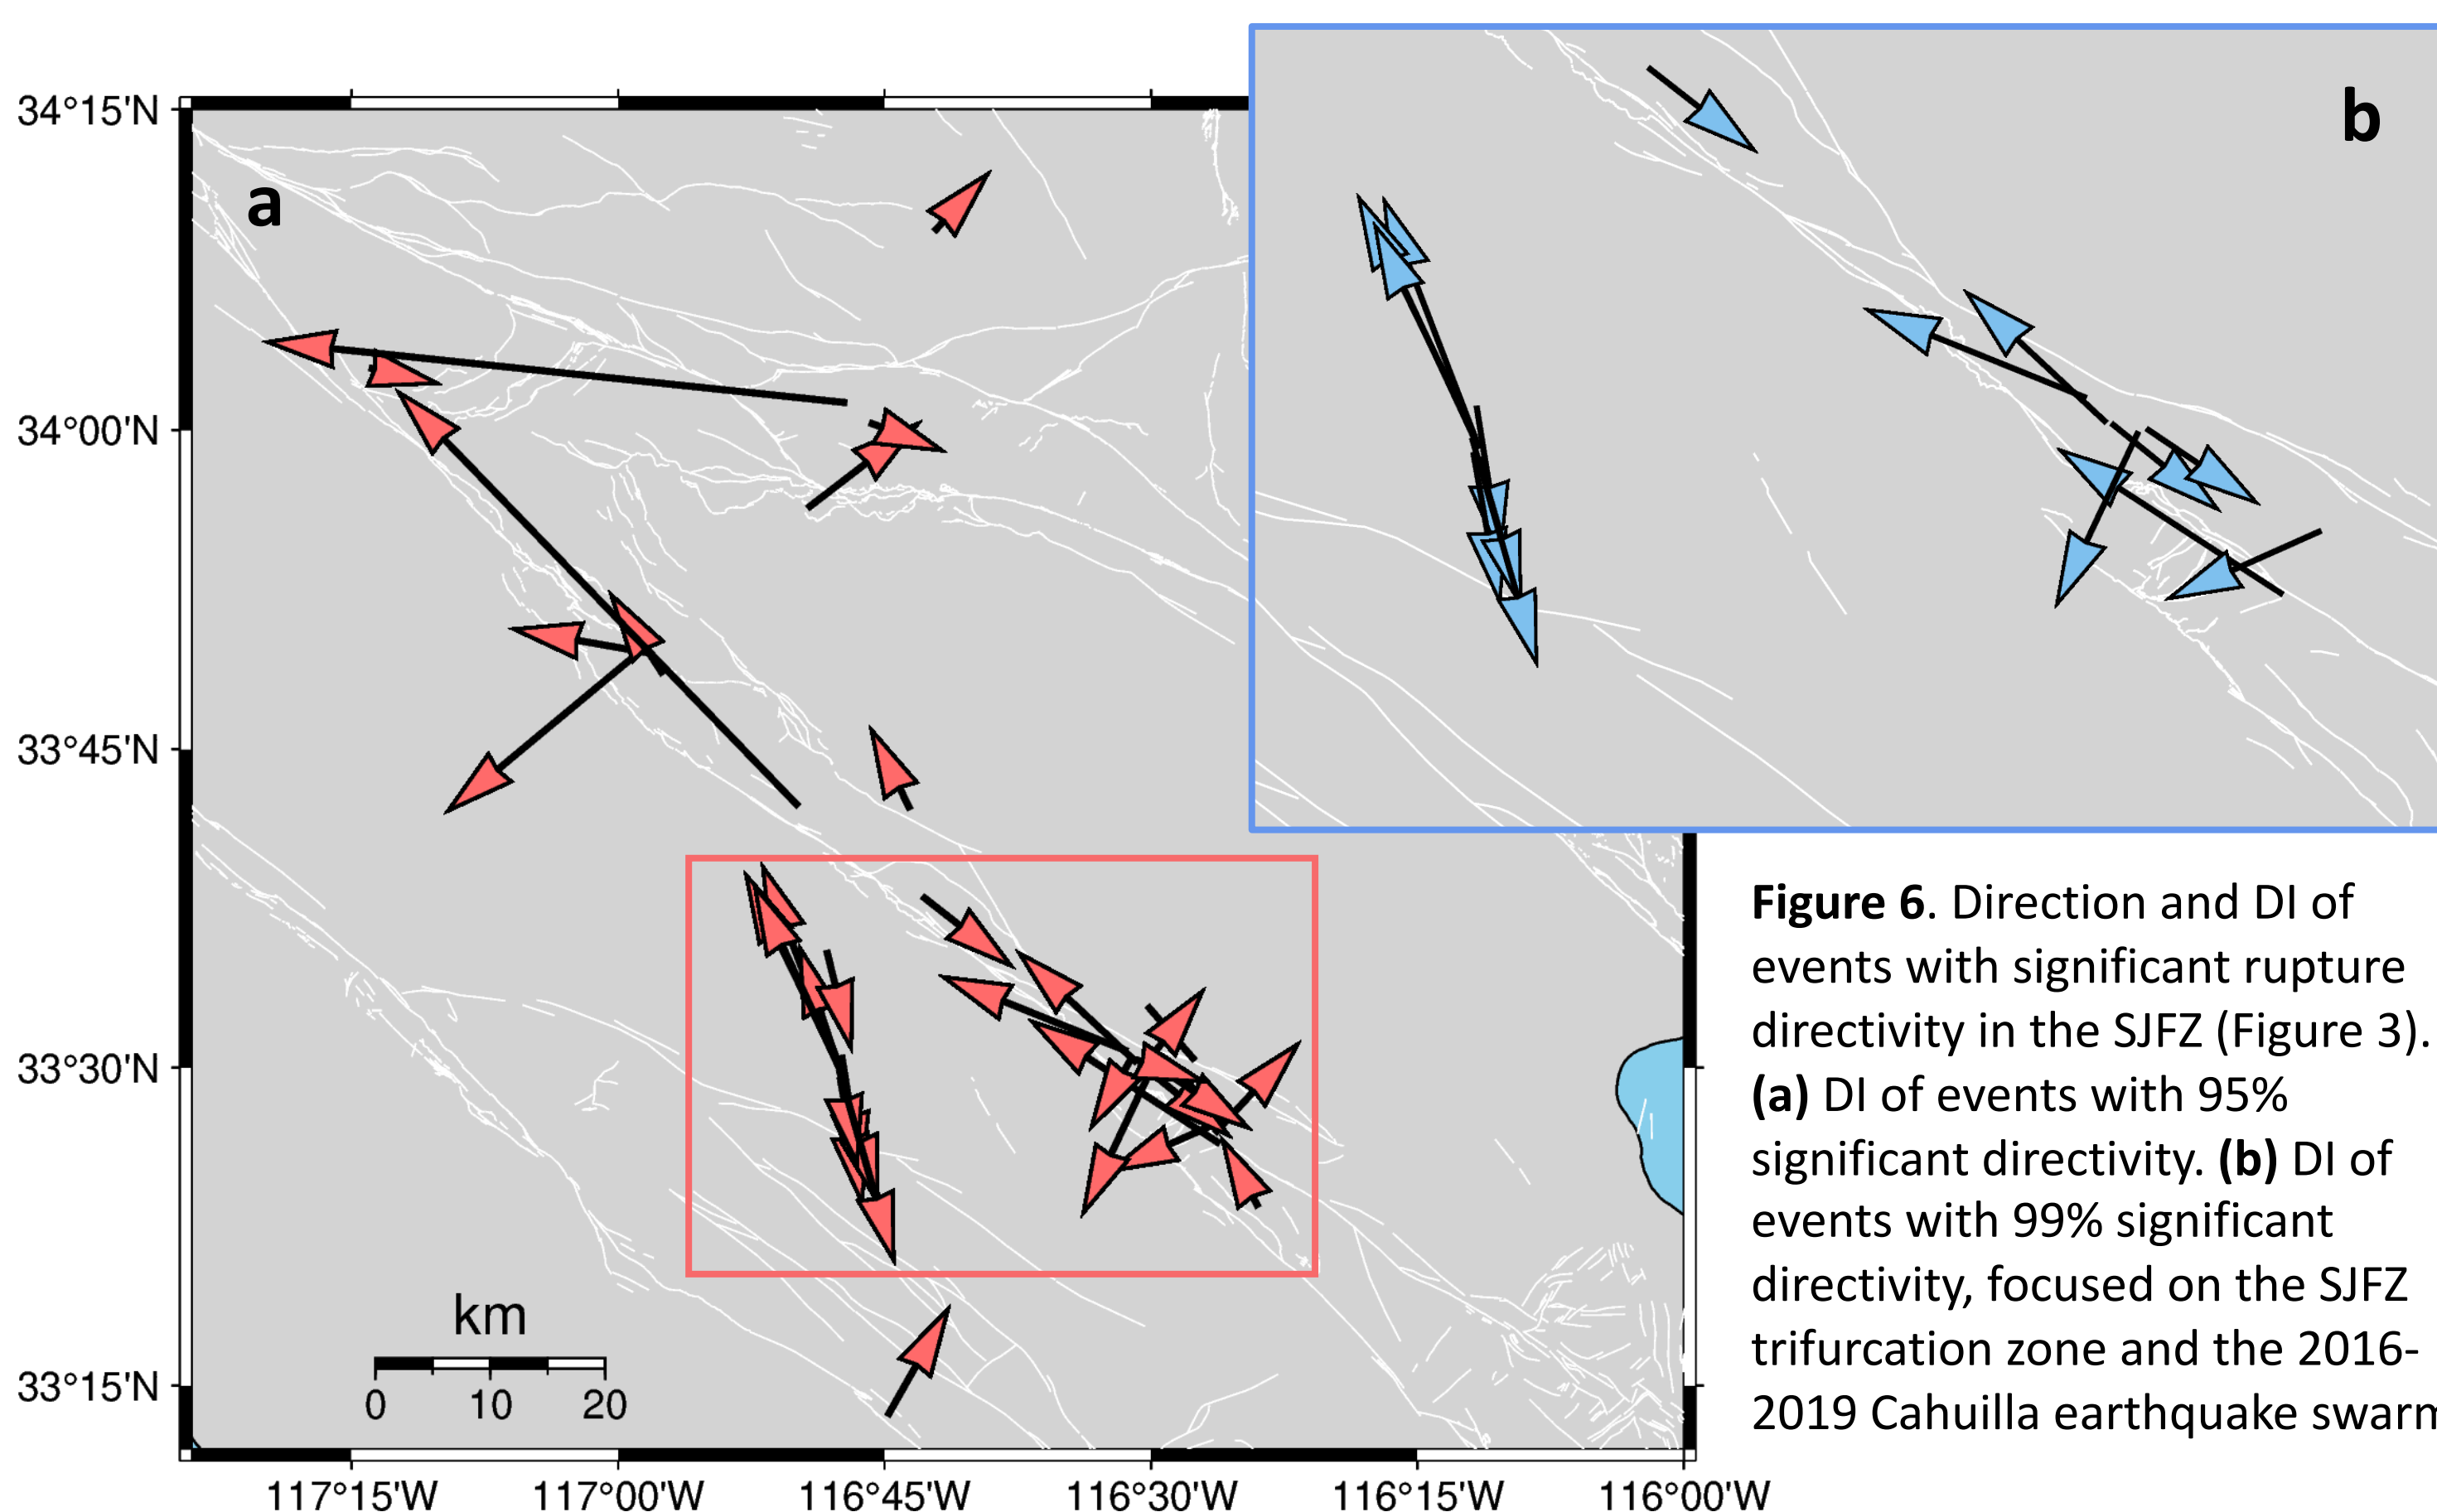 34°15'N
34°00'N
33°45'N
33°30'N
33°15'N
a
b
km
0 10 20
117°15'W 117°00'W 116°45'W 116°30'W 116°15'W 116°00'W
Figure 6. Direction and DI of
events with significant rupture
directivity in the SJFZ (Figure 3).
(a) DI of events with 95%
significant directivity. (b) DI of
events with 99% significant
directivity, focused on the SJFZ
trifurcation zone and the 2016-
2019 Cahuilla earthquake swarm